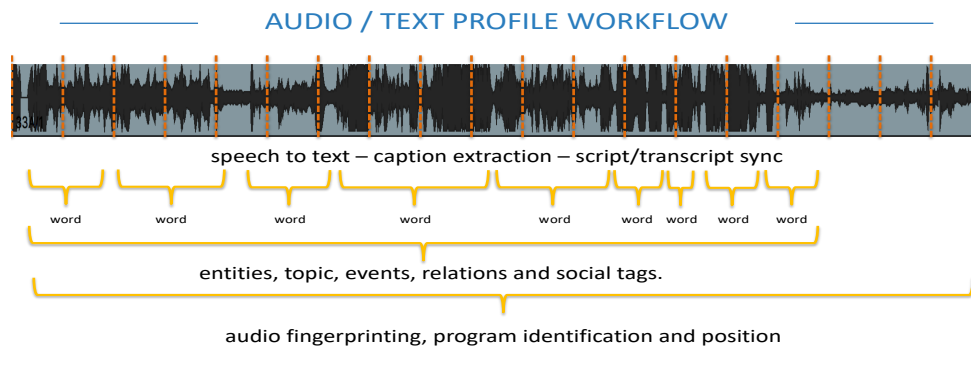 AUDIO / TEXT PROFILE WORKFLOW
speech to text – caption extraction – script/transcript sync
word word word word word word word word word
entities, topic, events, relations and social tags.
audio fingerprinting, program identification and position